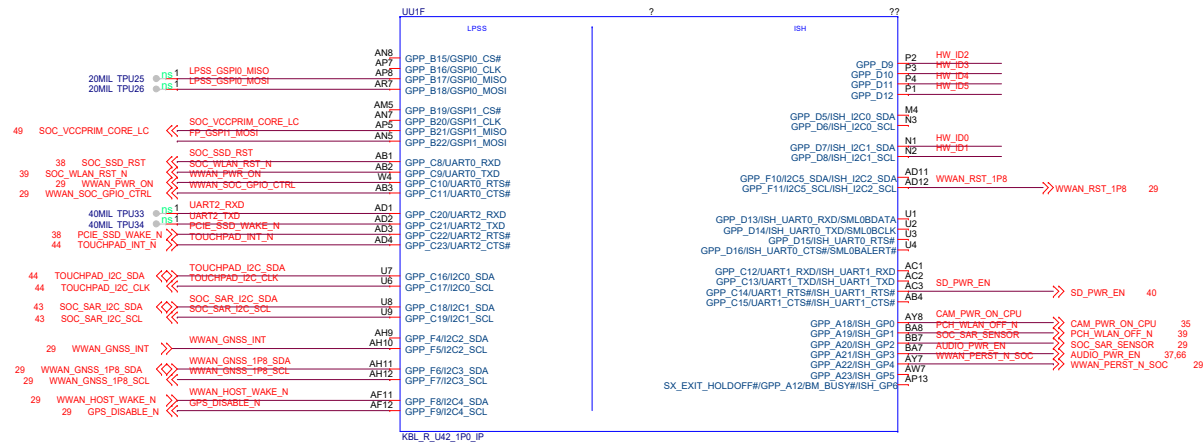 UU1F ? ??
LPSS ISH
AN8 GPP_B15/GSPI0_CS#
AP7 GPP_B16/GSPI0_CLK
20MIL TPU25 ns 1 LPSS_GSPI0_MISO AP8 GPP_B17/GSPI0_MISO
20MIL TPU26 ns 1 LPSS_GSPI0_MOSI AR7 GPP_B18/GSPI0_MOSI
AM5 GPP_B19/GSPI1_CS#
AN7 GPP_B20/GSPI1_CLK
49 SOC_VCCPRIM_CORE_LC SOC_VCCPRIM_CORE_LC AP5 GPP_B21/GSPI1_MISO
FP_GSPI1_MOSI AN5 GPP_B22/GSPI1_MOSI
38 SOC_SSD_RST SOC_SSD_RST AB1 GPP_C8/UART0_RXD
39 SOC_WLAN_RST_N SOC_WLAN_RST_N AB2 GPP_C9/UART0_TXD
29 WWAN_PWR_ON WWAN_PWR_ON W4 GPP_C10/UART0_RTS#
29 WWAN_SOC_GPIO_CTRL WWAN_SOC_GPIO_CTRL AB3 GPP_C11/UART0_CTS#
40MIL TPU33 ns 1 UART2_RXD AD1 GPP_C20/UART2_RXD
40MIL TPU34 ns 1 UART2_TXD AD2 GPP_C21/UART2_TXD
38 PCIE_SSD_WAKE_N PCIE_SSD_WAKE_N AD3 GPP_C22/UART2_RTS#
44 TOUCHPAD_INT_N TOUCHPAD_INT_N AD4 GPP_C23/UART2_CTS#
44 TOUCHPAD_I2C_SDA TOUCHPAD_I2C_SDA U7 GPP_C16/I2C0_SDA
44 TOUCHPAD_I2C_CLK TOUCHPAD_I2C_CLK U6 GPP_C17/I2C0_SCL
43 SOC_SAR_I2C_SDA SOC_SAR_I2C_SDA U8 GPP_C18/I2C1_SDA
43 SOC_SAR_I2C_SCL SOC_SAR_I2C_SCL U9 GPP_C19/I2C1_SCL
WWAN_GNSS_INT AH9 GPP_F4/I2C2_SDA
29 WWAN_GNSS_INT AH10 GPP_F5/I2C2_SCL
29 WWAN_GNSS_1P8_SDA WWAN_GNSS_1P8_SDA AH11 GPP_F6/I2C3_SDA
29 WWAN_GNSS_1P8_SCL WWAN_GNSS_1P8_SCL AH12 GPP_F7/I2C3_SCL
29 WWAN_HOST_WAKE_N WWAN_HOST_WAKE_N AF11 GPP_F8/I2C4_SDA
29 GPS_DISABLE_N GPS_DISABLE_N AF12 GPP_F9/I2C4_SCL
GPP_D9 P2 HW_ID2
GPP_D10 P3 HW_ID3
GPP_D11 P4 HW_ID4
GPP_D12 P1 HW_ID5
GPP_D5/ISH_I2C0_SDA M4
GPP_D6/ISH_I2C0_SCL N3
GPP_D7/ISH_I2C1_SDA N1 HW_ID0
GPP_D8/ISH_I2C1_SCL N2 HW_ID1
GPP_F10/I2C5_SDA/ISH_I2C2_SDA AD11
GPP_F11/I2C5_SCL/ISH_I2C2_SCL AD12 WWAN_RST_1P8 WWAN_RST_1P8 29
GPP_D13/ISH_UART0_RXD/SML0BDATA U1
GPP_D14/ISH_UART0_TXD/SML0BCLK U2
GPP_D15/ISH_UART0_RTS# U3
GPP_D16/ISH_UART0_CTS#/SML0BALERT# U4
GPP_C12/UART1_RXD/ISH_UART1_RXD AC1
GPP_C13/UART1_TXD/ISH_UART1_TXD AC2
GPP_C14/UART1_RTS#/ISH_UART1_RTS# AC3 SD_PWR_EN SD_PWR_EN 40
GPP_C15/UART1_CTS#/ISH_UART1_CTS# AB4
GPP_A18/ISH_GP0 AY8 CAM_PWR_ON_CPU CAM_PWR_ON_CPU 35
GPP_A19/ISH_GP1 BA8 PCH_WLAN_OFF_N PCH_WLAN_OFF_N 39
GPP_A20/ISH_GP2 BB7 SOC_SAR_SENSOR SOC_SAR_SENSOR 29
GPP_A21/ISH_GP3 BA7 AUDIO_PWR_EN AUDIO_PWR_EN 37,66
GPP_A22/ISH_GP4 AY7 WWAN_PERST_N_SOC WWAN_PERST_N_SOC 29
GPP_A23/ISH_GP5 AW7
SX_EXIT_HOLDOFF#/GPP_A12/BM_BUSY#/ISH_GP6 AP13
KBL_R_U42_1P0_IP